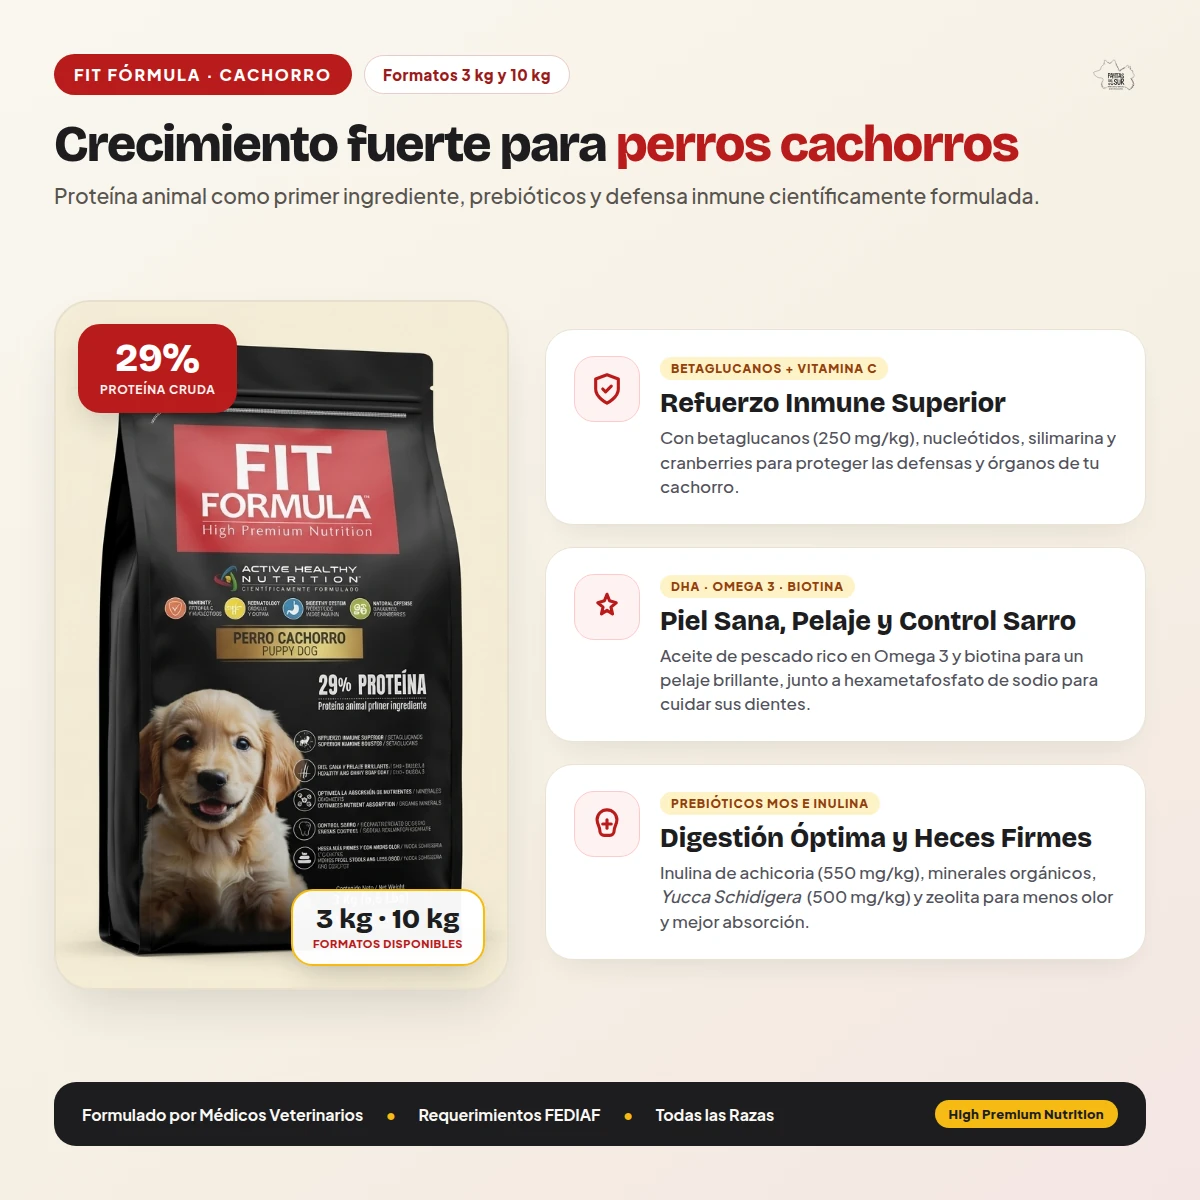 FIT FÓRMULA · CACHORRO
Formatos 3 kg y 10 kg
Crecimiento fuerte para perros cachorros
Proteína animal como primer ingrediente, prebióticos y defensa inmune científicamente formulada.
29%
PROTEÍNA CRUDA
FIT
FORMULA™
High Premium Nutrition
ACTIVE HEALTHY
NUTRITION
CIENTÍFICAMENTE FORMULADO
PERRO CACHORRO
PUPPY DOG
29% PROTEÍNA
Proteína animal primer ingrediente
Contenido Neto / Net Weight
3 kg · 10 kg
FORMATOS DISPONIBLES
BETAGLUCANOS + VITAMINA C
Refuerzo Inmune Superior
Con betaglucanos (250 mg/kg), nucleótidos, silimarina y
cranberries para proteger las defensas y órganos de tu
cachorro.
DHA · OMEGA 3 · BIOTINA
Piel Sana, Pelaje y Control Sarro
Aceite de pescado rico en Omega 3 y biotina para un
pelaje brillante, junto a hexametafosfato de sodio para
cuidar sus dientes.
PREBIÓTICOS MOS E INULINA
Digestión Óptima y Heces Firmes
Inulina de achicoria (550 mg/kg), minerales orgánicos,
Yucca Schidigera (500 mg/kg) y zeolita para menos olor
y mejor absorción.
Formulado por Médicos Veterinarios • Requerimientos FEDIAF • Todas las Razas
High Premium Nutrition